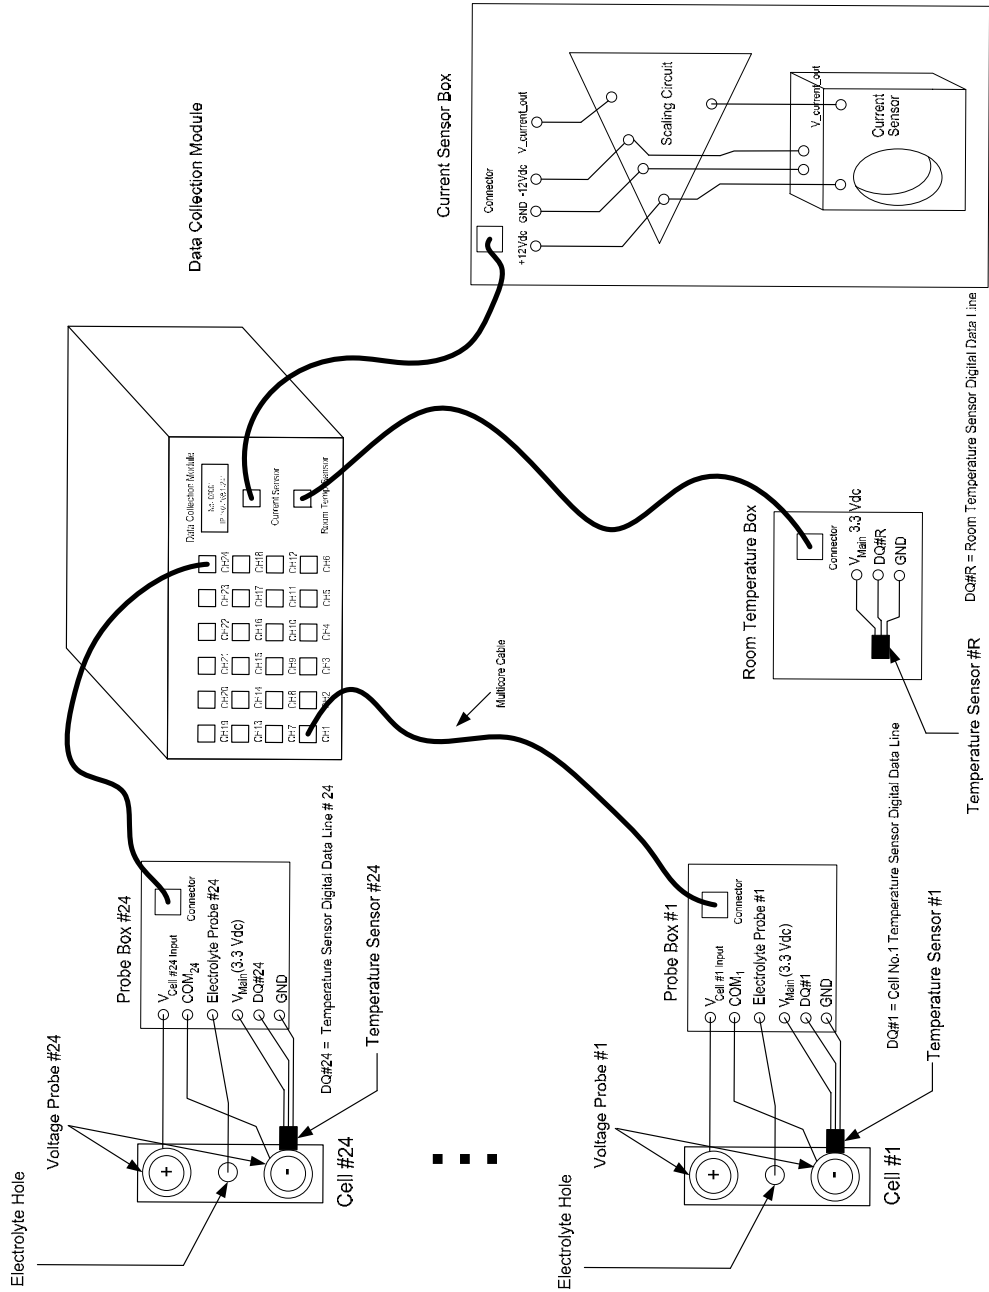 Data Collection Module
Current Sensor Box
Connector
+12Vdc
GND
-12Vdc
V_current_out
Scaling Circuit
V_current_out
Current
Sensor
Data Collection Module
Current Sensor
Room Temp Sensor
CH19
CH20
CH21
CH22
CH23
CH24
CH13
CH14
CH15
CH16
CH17
CH18
CH7
CH8
CH9
CH10
CH11
CH12
CH1
CH2
CH3
CH4
CH5
CH6
Multicore Cable
Room Temperature Box
Connector
VMain 3.3 Vdc
DQ#R
GND
DQ#R = Room Temperature Sensor Digital Data Line
Temperature Sensor #R
Probe Box #24
Connector
VCell #24 Input
COM24
Electrolyte Probe #24
VMain(3.3 Vdc)
DQ#24
GND
DQ#24 = Temperature Sensor Digital Data Line # 24
Temperature Sensor #24
Voltage Probe #24
Electrolyte Hole
+
-
Cell #24
Probe Box #1
Connector
VCell #1 Input
COM1
Electrolyte Probe #1
VMain (3.3 Vdc)
DQ#1
GND
DQ#1 = Cell No.1 Temperature Sensor Digital Data Line
Temperature Sensor #1
Voltage Probe #1
Electrolyte Hole
+
-
Cell #1